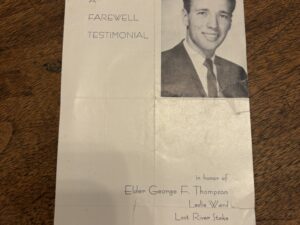 A
FAREWELL
TESTIMONIAL
in honor of
Elder George F. Thompson
Leslie Ward
Lost River Stake